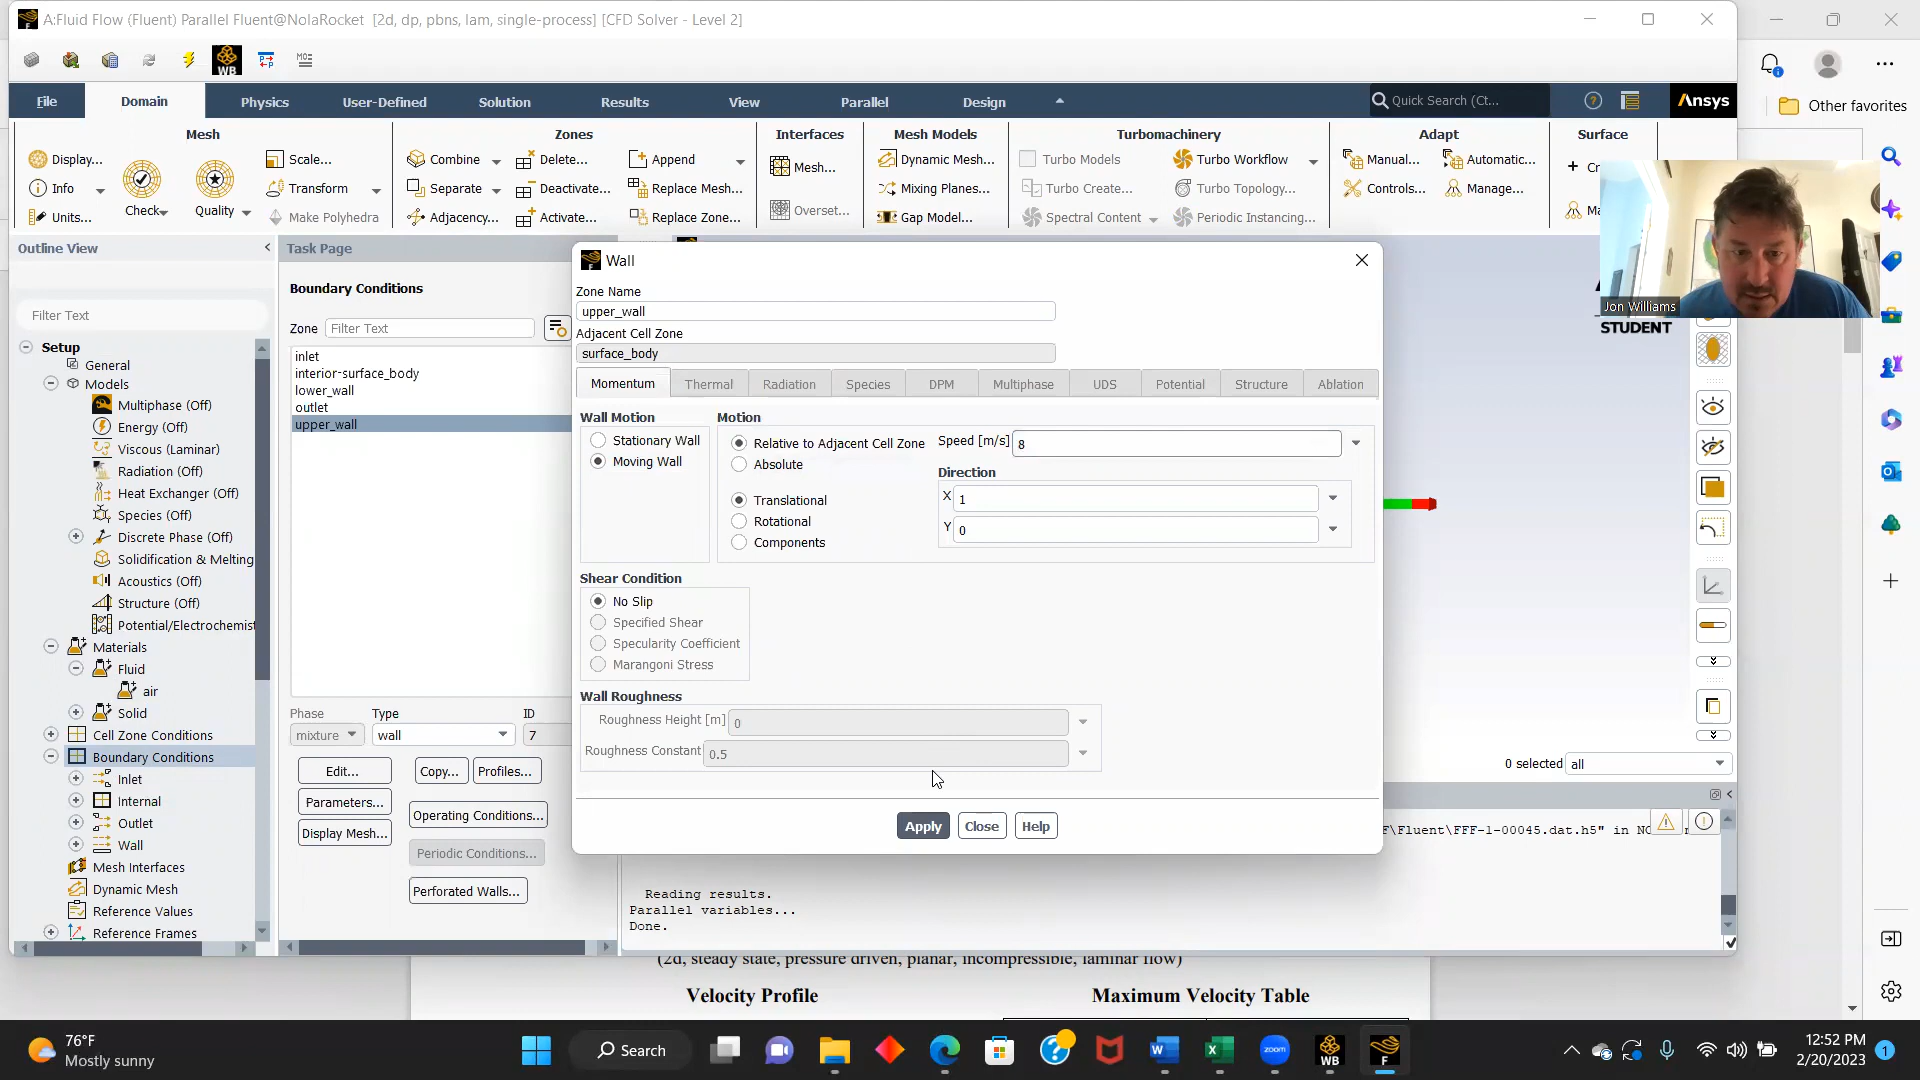 A:Fluid Flow (Fluent) Parallel Fluent@NolaRocket [2d, dp, pbns, lam, single-process] [CFD Solver - Level 2]
WB
File
Domain
Physics
User-Defined
Solution
Results
View
Parallel
Design
Quick Search (Ct...
Ansys
Other favorites
Mesh
Zones
Interfaces
Mesh Models
Turbomachinery
Adapt
Surface
Display...
Info
Units...
Check
Quality
Scale...
Transform
Make Polyhedra
Combine
Separate
Adjacency...
Delete...
Deactivate...
Activate...
Append
Replace Mesh...
Replace Zone...
Mesh...
Overset...
Dynamic Mesh...
Mixing Planes...
Gap Model...
Turbo Models
Turbo Create...
Spectral Content
Turbo Workflow
Turbo Topology...
Periodic Instancing...
Manual...
Controls...
Automatic...
Manage...
Jon Williams
STUDENT
Outline View
Filter Text
Setup
General
Models
Multiphase (Off)
Energy (Off)
Viscous (Laminar)
Radiation (Off)
Heat Exchanger (Off)
Species (Off)
Discrete Phase (Off)
Solidification & Melting
Acoustics (Off)
Structure (Off)
Potential/Electrochemist
Materials
Fluid
air
Solid
Cell Zone Conditions
Boundary Conditions
Inlet
Internal
Outlet
Wall
Mesh Interfaces
Dynamic Mesh
Reference Values
Reference Frames
Task Page
Boundary Conditions
Zone Filter Text
inlet
interior-surface_body
lower_wall
outlet
upper_wall
Phase
Type
ID
mixture
wall
7
Edit...
Copy...
Profiles...
Parameters...
Operating Conditions...
Display Mesh...
Periodic Conditions...
Perforated Walls...
Wall
Zone Name
upper_wall
Adjacent Cell Zone
surface_body
Momentum
Thermal
Radiation
Species
DPM
Multiphase
UDS
Potential
Structure
Ablation
Wall Motion
Stationary Wall
Moving Wall
Motion
Relative to Adjacent Cell Zone
Absolute
Translational
Rotational
Components
Speed [m/s] 8
Direction
X 1
Y 0
Shear Condition
No Slip
Specified Shear
Specularity Coefficient
Marangoni Stress
Wall Roughness
Roughness Height [m] 0
Roughness Constant 0.5
Apply
Close
Help
0 selected all
F\Fluent\FFF-1-00045.dat.h5" in NO
Reading results.
Parallel variables...
Done.
(2d, steady state, pressure driven, planar, incompressible, laminar flow)
Velocity Profile
Maximum Velocity Table
76°F
Mostly sunny
Search
zoom
WB
12:52 PM
2/20/2023
1